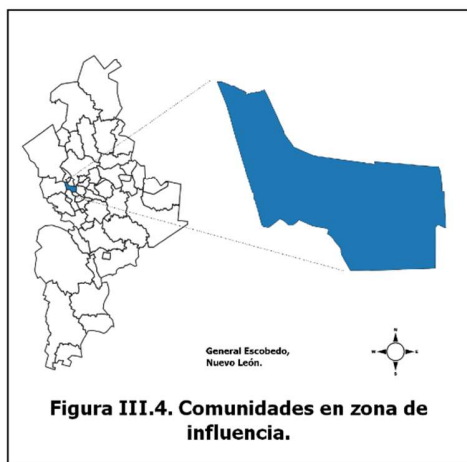 General Escobedo,
Nuevo León.
N
W E
S
Figura III.4. Comunidades en zona de
influencia.